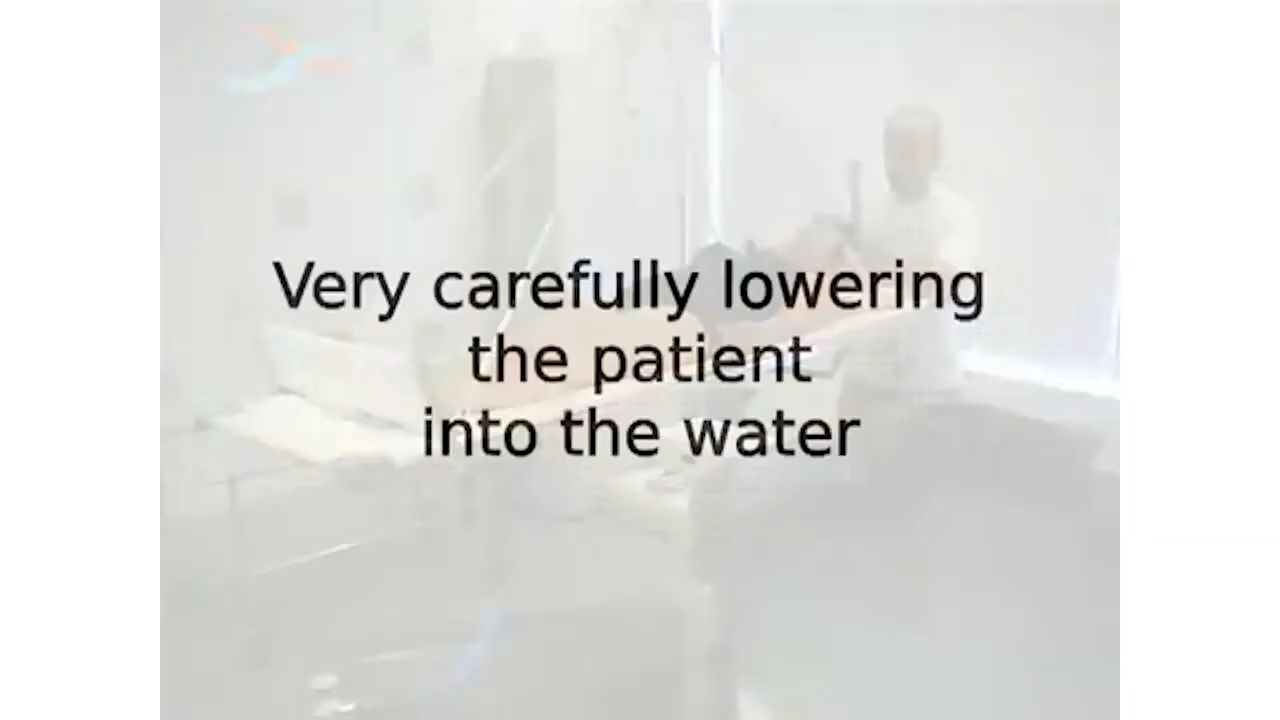 Very carefully lowering
the patient
into the water